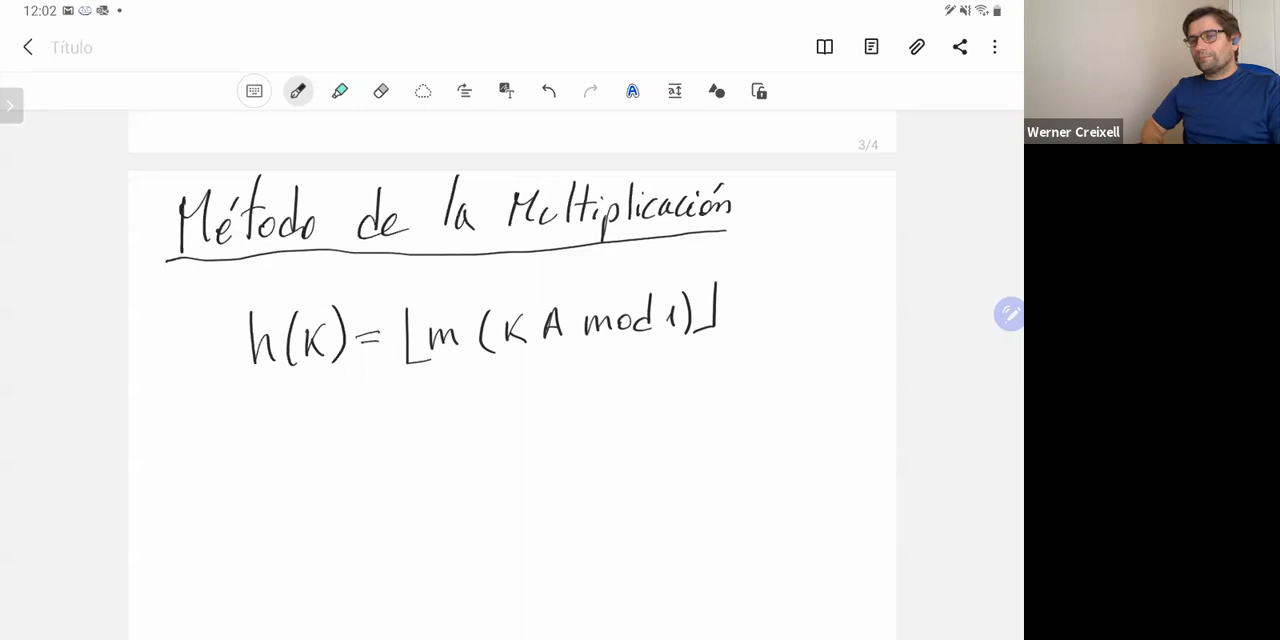 12:02
Título
Werner Creixell
3/4
Método de la Multiplicación
h(K) = ⌊m (K A mod 1)⌋